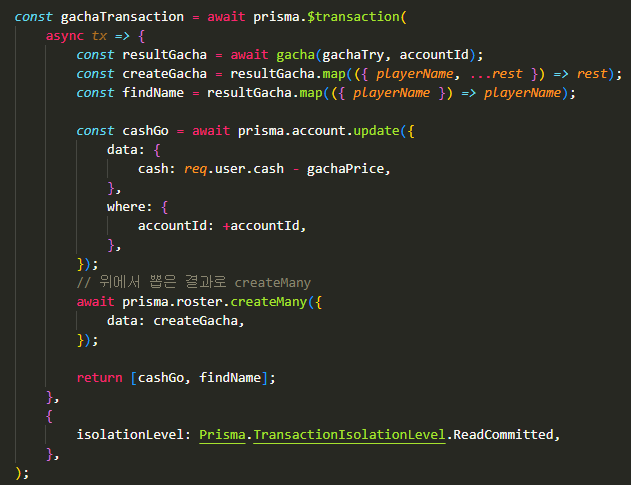 const gachaTransaction = await prisma.$transaction(
    async tx => {
        const resultGacha = await gacha(gachaTry, accountId);
        const createGacha = resultGacha.map(({ playerName, ...rest }) => rest);
        const findName = resultGacha.map(({ playerName }) => playerName);

        const cashGo = await prisma.account.update({
            data: {
                cash: req.user.cash - gachaPrice,
            },
            where: {
                accountId: +accountId,
            },
        });
        // 위에서 뽑은 결과로 createMany
        await prisma.roster.createMany({
            data: createGacha,
        });

        return [cashGo, findName];
    },
    {
        isolationLevel: Prisma.TransactionIsolationLevel.ReadCommitted,
    },
);